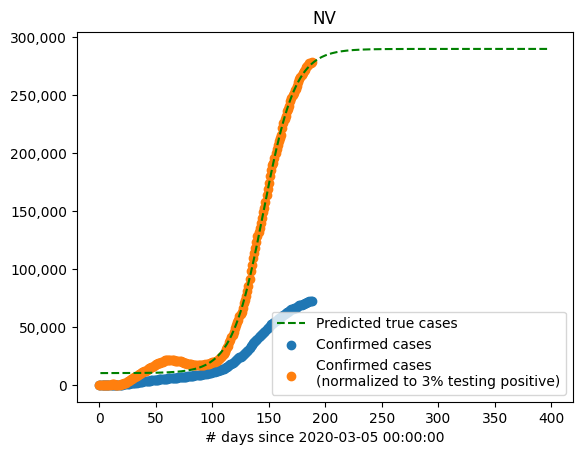 NV
300,000
250,000
200,000
150,000
100,000
50,000
0
Predicted true cases
Confirmed cases
Confirmed cases
(normalized to 3% testing positive)
0 50 100 150 200 250 300 350 400
# days since 2020-03-05 00:00:00